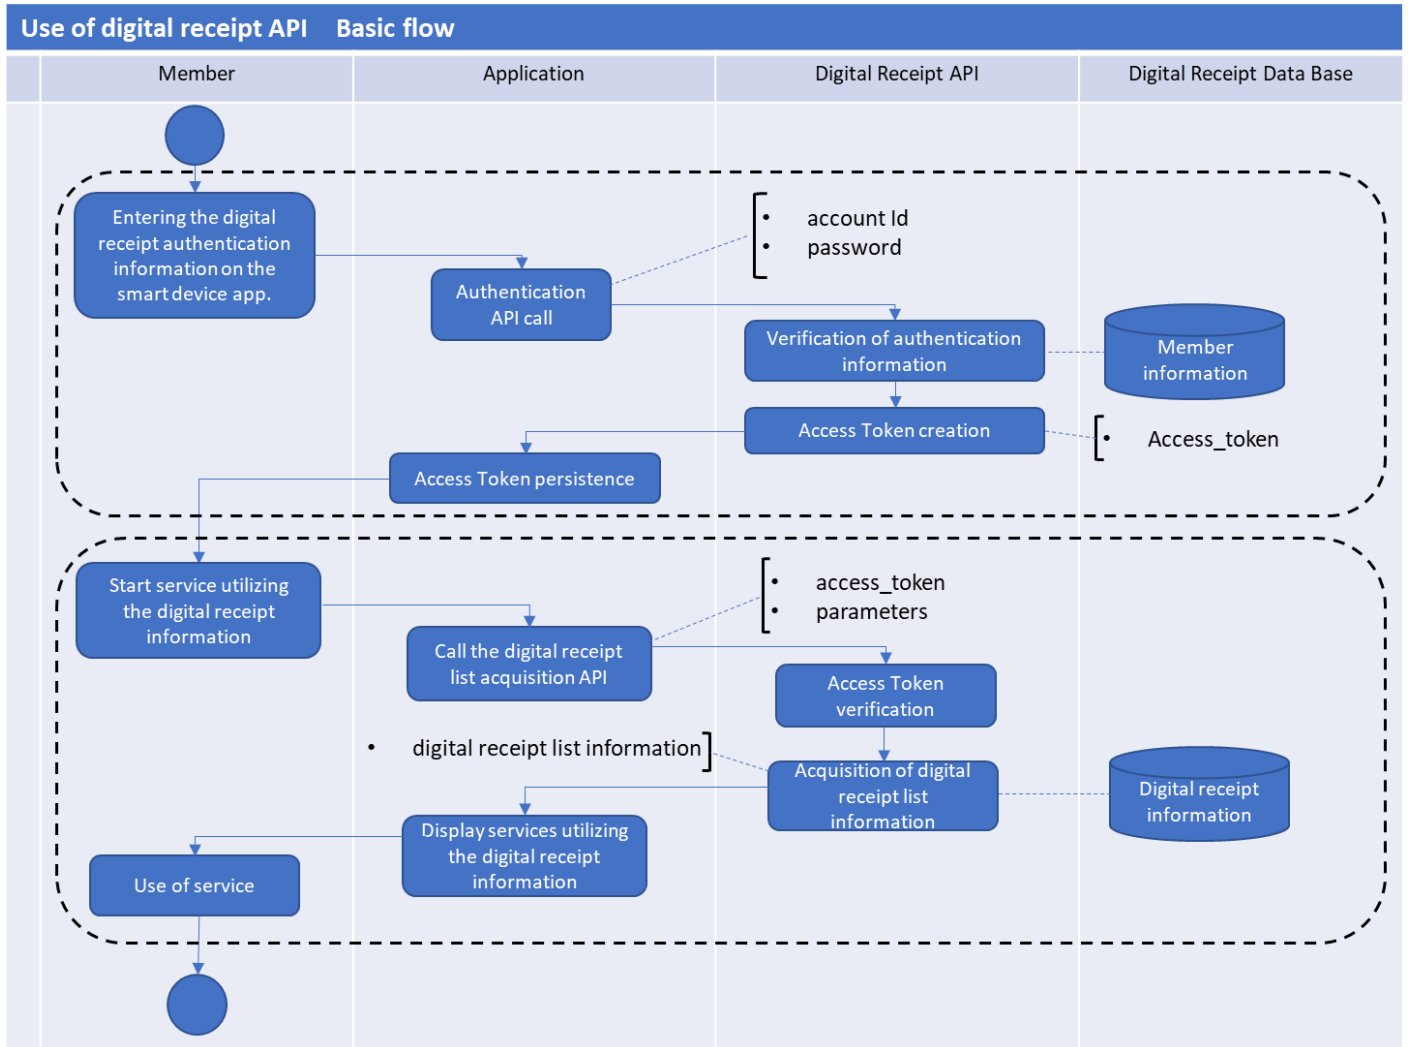 Use of digital receipt API Basic flow
Member
Application
Digital Receipt API
Digital Receipt Data Base
Entering the digital
receipt authentication
information on the
smart device app.
• account Id
• password
Authentication
API call
Verification of authentication
information
Member
information
Access Token creation
• Access_token
Access Token persistence
Start service utilizing
the digital receipt
information
• access_token
• parameters
Call the digital receipt
list acquisition API
Access Token
verification
• digital receipt list information
Acquisition of digital
receipt list
information
Digital receipt
information
Display services utilizing
the digital receipt
information
Use of service